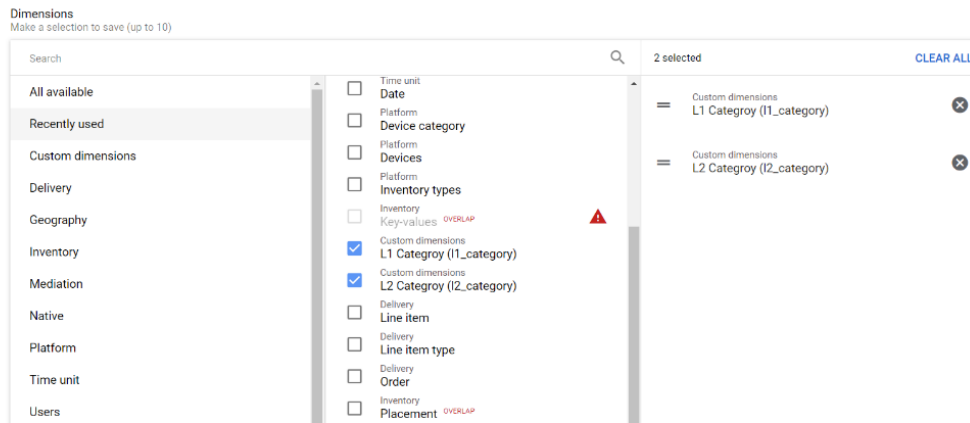 Dimensions
Make a selection to save (up to 10)
Search
2 selected
CLEAR ALL
All available
Recently used
Custom dimensions
Delivery
Geography
Inventory
Mediation
Native
Platform
Time unit
Users
Time unit
Date
Platform
Device category
Platform
Devices
Platform
Inventory types
Inventory
Key-values OVERLAP
Custom dimensions
L1 Categroy (l1_category)
Custom dimensions
L2 Categroy (l2_category)
Delivery
Line item
Delivery
Line item type
Delivery
Order
Inventory
Placement OVERLAP
Custom dimensions
L1 Categroy (l1_category)
Custom dimensions
L2 Categroy (l2_category)